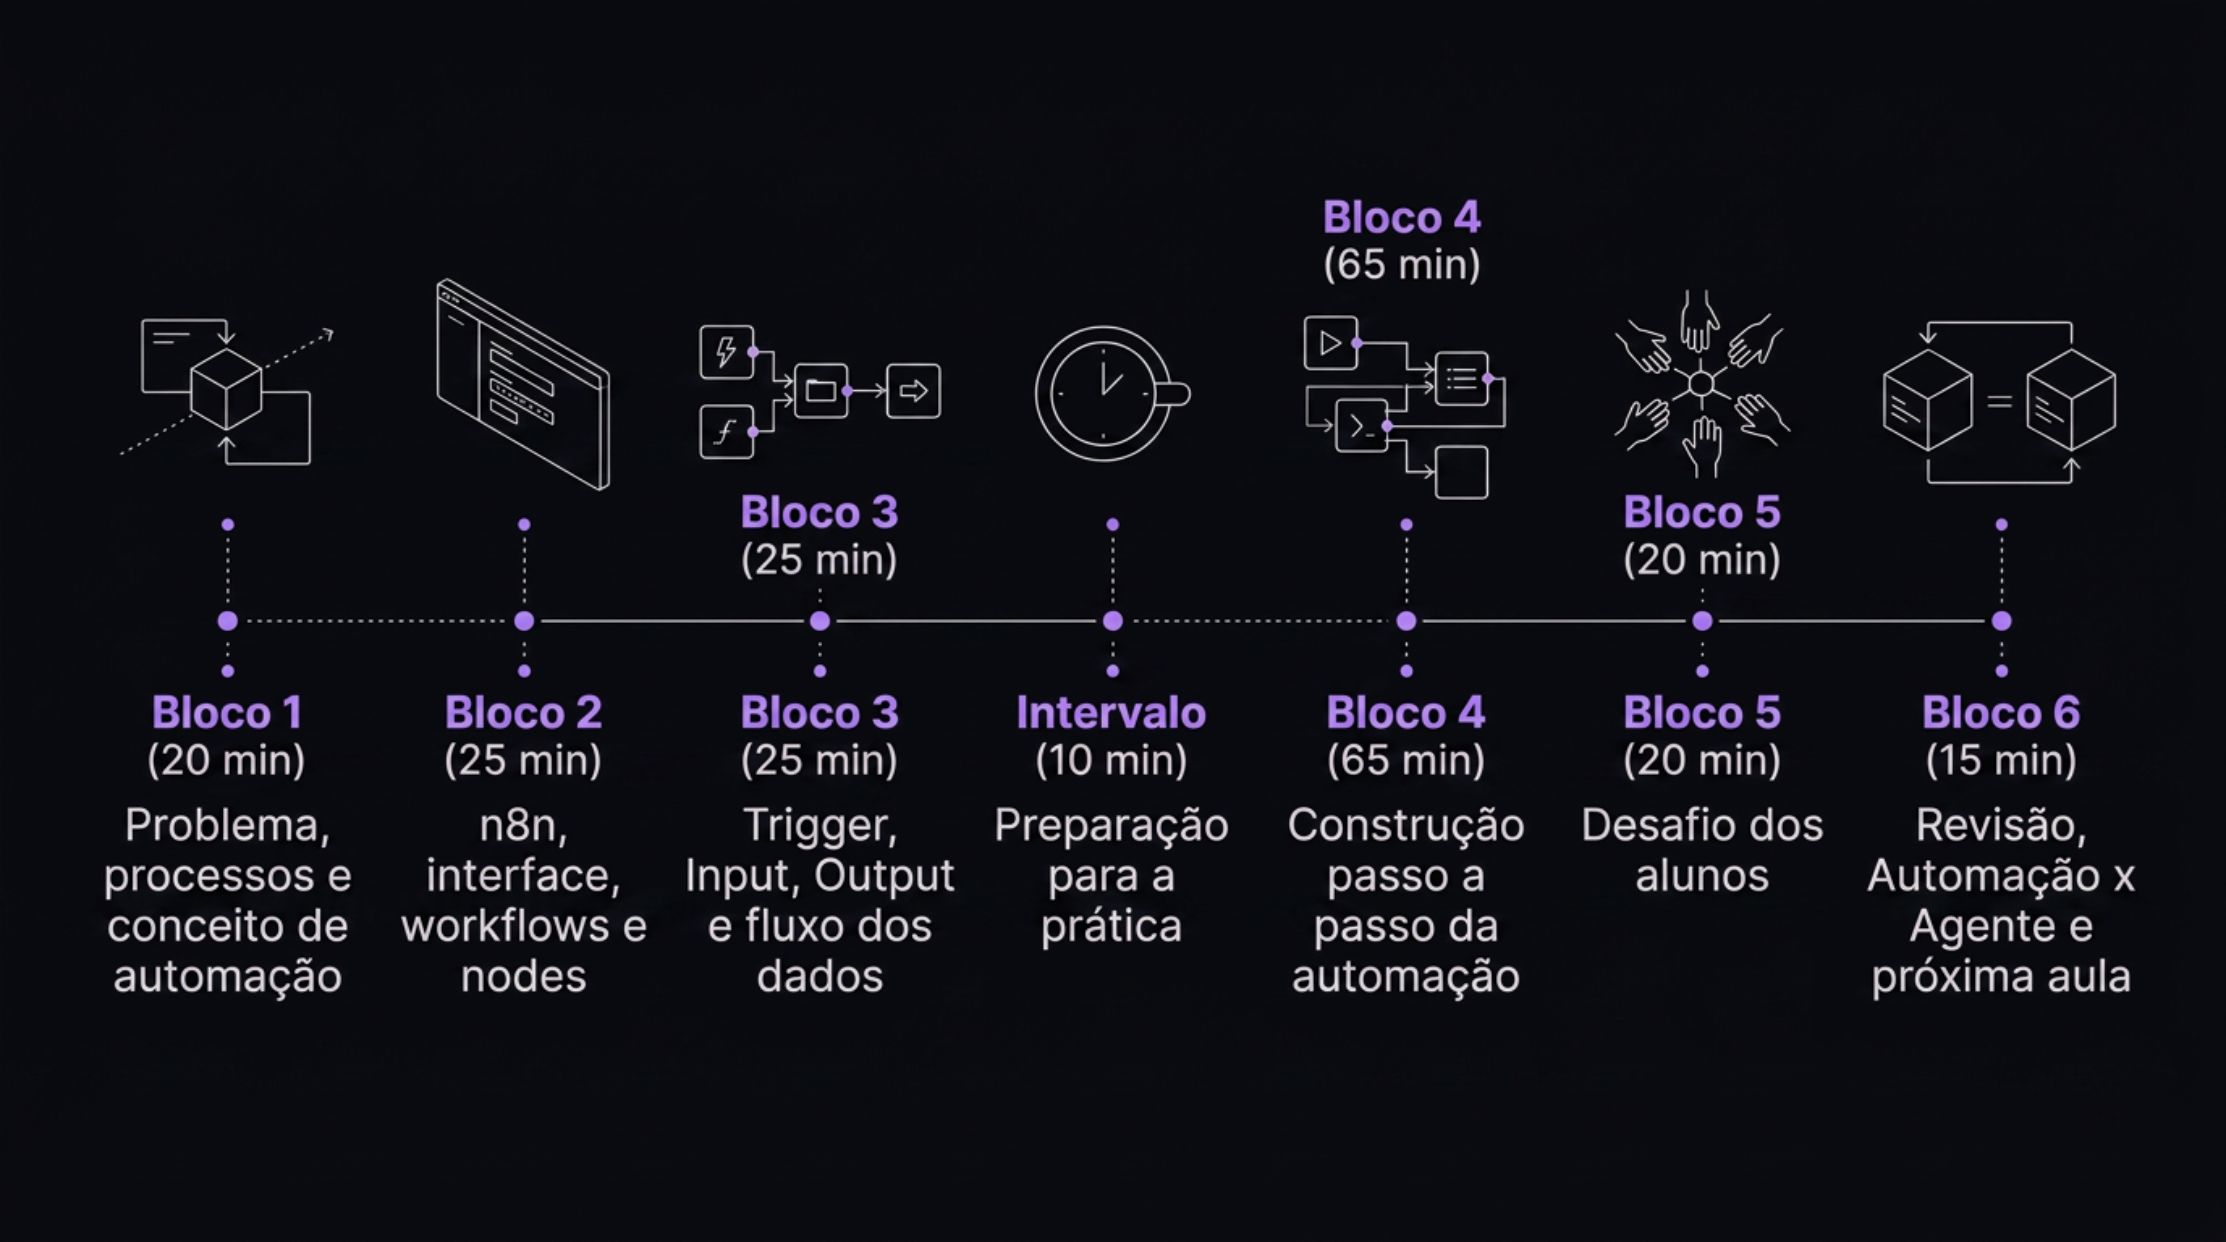 Bloco 4
(65 min)
Bloco 3
(25 min)
Bloco 5
(20 min)
Bloco 1
(20 min)
Problema,
processos e
conceito de
automação
Bloco 2
(25 min)
n8n,
interface,
workflows e
nodes
Bloco 3
(25 min)
Trigger,
Input, Output
e fluxo dos
dados
Intervalo
(10 min)
Preparação
para a
prática
Bloco 4
(65 min)
Construção
passo a
passo da
automação
Bloco 5
(20 min)
Desafio dos
alunos
Bloco 6
(15 min)
Revisão,
Automação x
Agente e
próxima aula